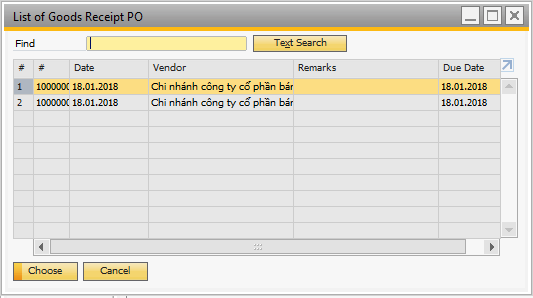 List of Goods Receipt PO
Find
Text Search
# # Date Vendor Remarks Due Date
1 1000000 18.01.2018 Chi nhánh công ty cổ phần bán 18.01.2018
2 1000000 18.01.2018 Chi nhánh công ty cổ phần bán 18.01.2018
Choose Cancel